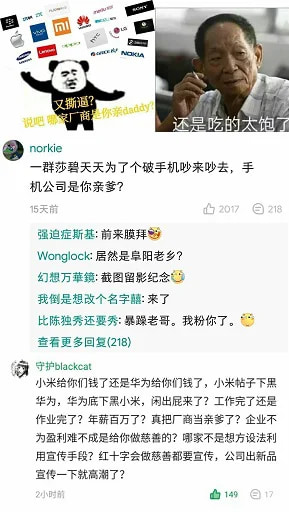 SONY
MI
vivo
OPPO
NOKIA
又撕逼?
说吧 哪家厂商是你亲daddy?
还是吃的太饱了
norkie
一群莎碧天天为了个破手机吵来吵去，手
机公司是你亲爹?
15天前
2017
218
强迫症斯基: 前来膜拜
Wonglock: 居然是阜阳老乡?
幻想万華鏡: 截图留影纪念
我倒是想改个名字囍: 来了
比陈独秀还要秀: 暴躁老哥。我粉你了。
查看更多回复(218)
守护blackcat
小米给你们钱了还是华为给你们钱了，小米帖子下黑
华为，华为底下黑小米，闲出屁来了？工作完了还是
作业完了？年薪百万了？真把厂商当亲爹了？企业不
为盈利难不成是给你做慈善的？哪家不是想方设法利
用宣传手段？红十字会做慈善都要宣传，公司出新品
宣传一下就高潮了？
2小时前
149
17